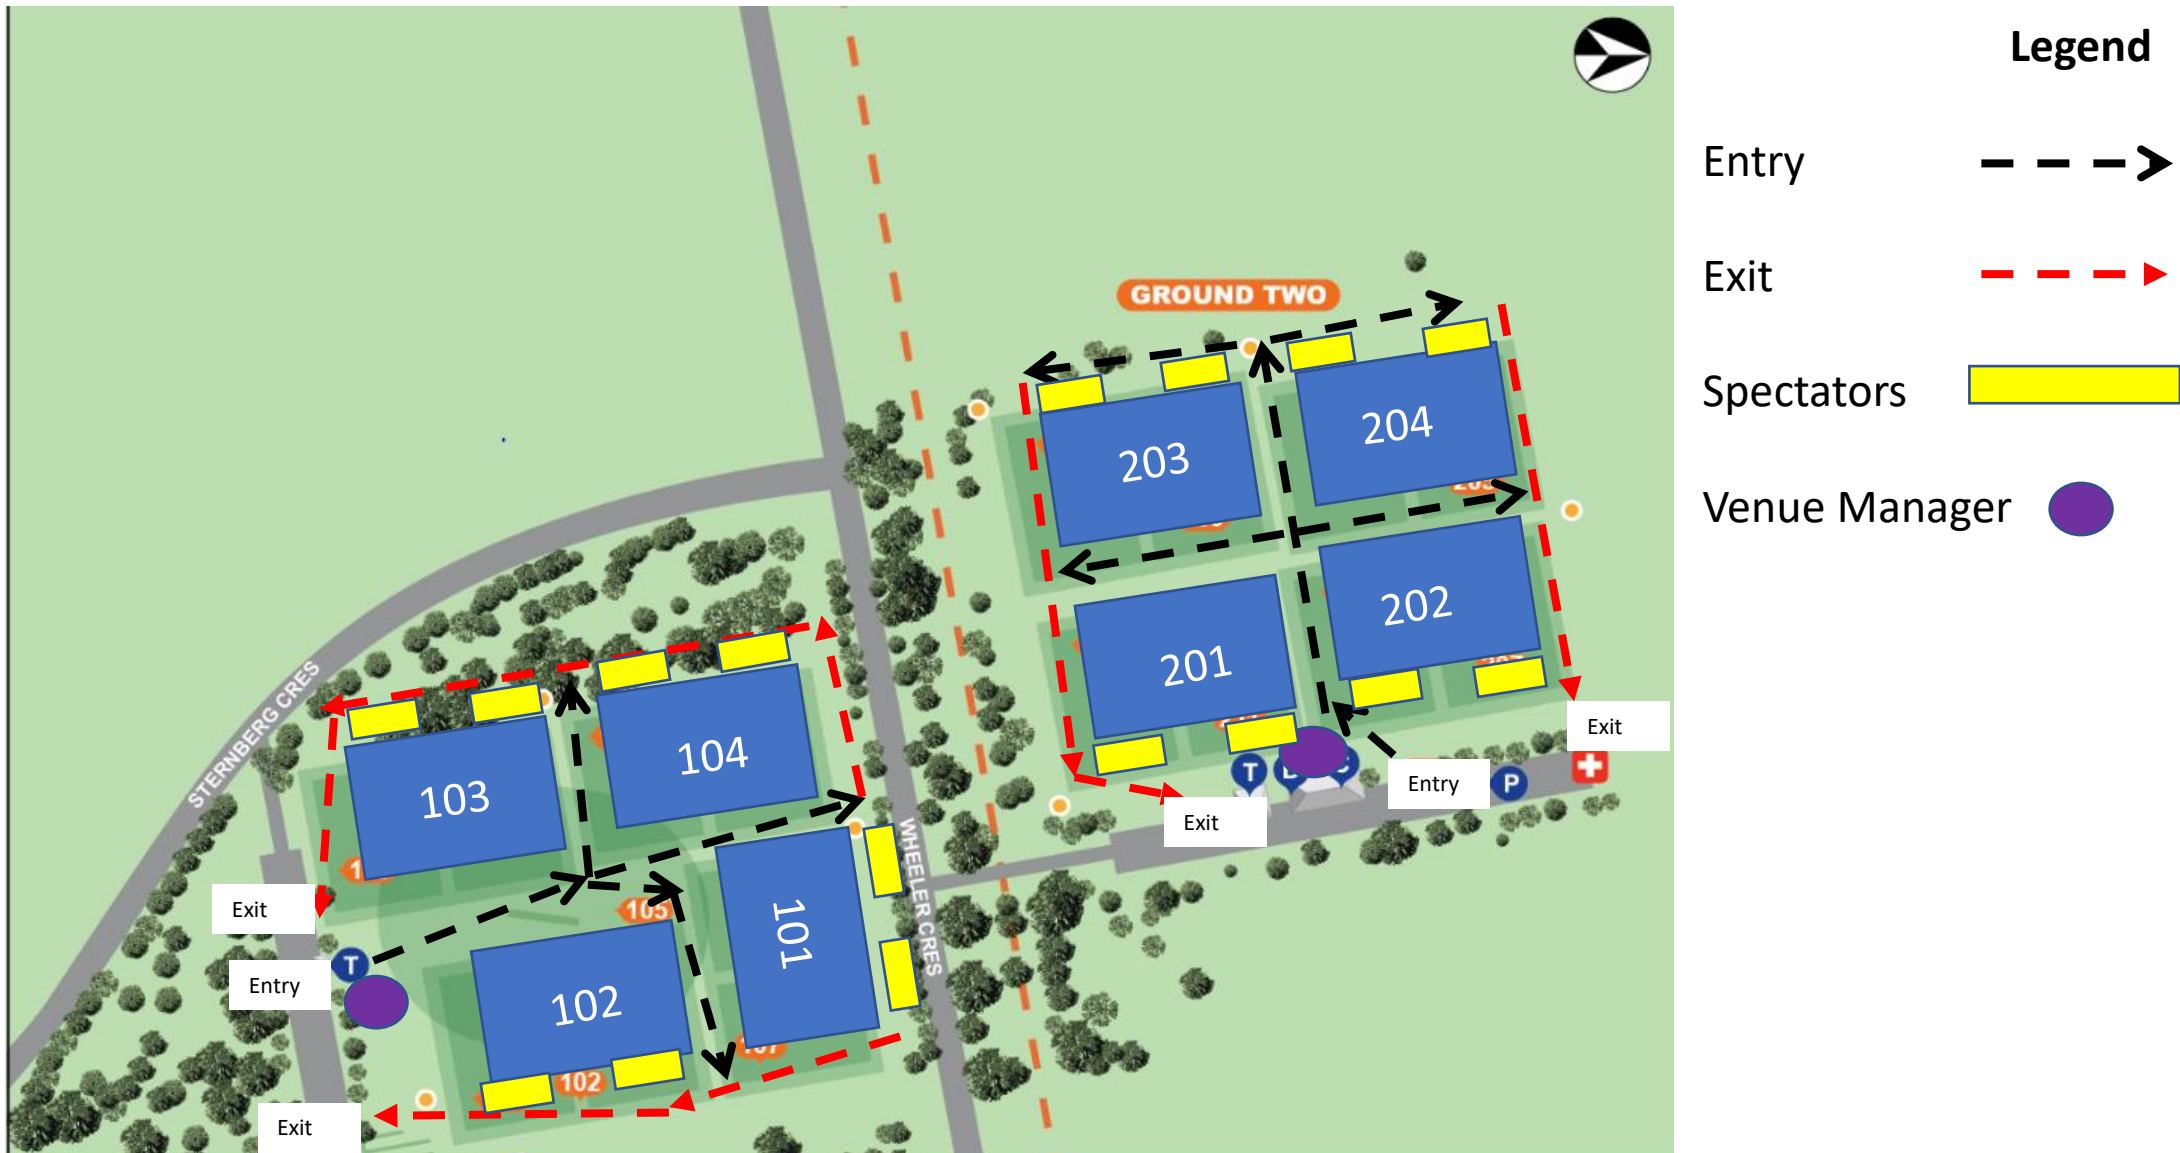 Legend
Entry
Exit
Spectators
Venue Manager
GROUND TWO
204
203
202
201
Exit
Entry
P
T
Exit
STERNBERG CRES
WHEELER CRES
104
103
101
105
102
102
T
Exit
Entry
Exit